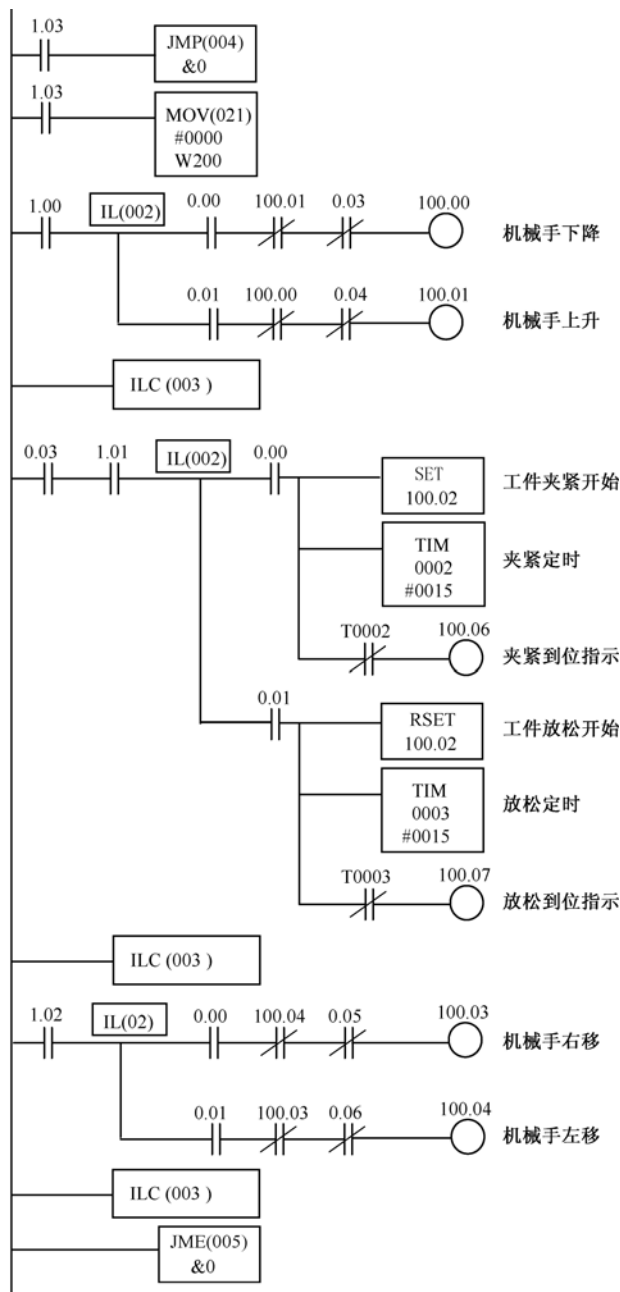 1.03
JMP(004)
&0
1.03
MOV(021)
#0000
W200
1.00
IL(002)
0.00
100.01
0.03
100.00
机械手下降
0.01
100.00
0.04
100.01
机械手上升
ILC (003 )
0.03
1.01
IL(002)
0.00
SET
100.02
工件夹紧开始
TIM
0002
#0015
夹紧定时
T0002
100.06
夹紧到位指示
0.01
RSET
100.02
工件放松开始
TIM
0003
#0015
放松定时
T0003
100.07
放松到位指示
ILC (003 )
1.02
IL(02)
0.00
100.04
0.05
100.03
机械手右移
0.01
100.03
0.06
100.04
机械手左移
ILC (003 )
JME(005)
&0